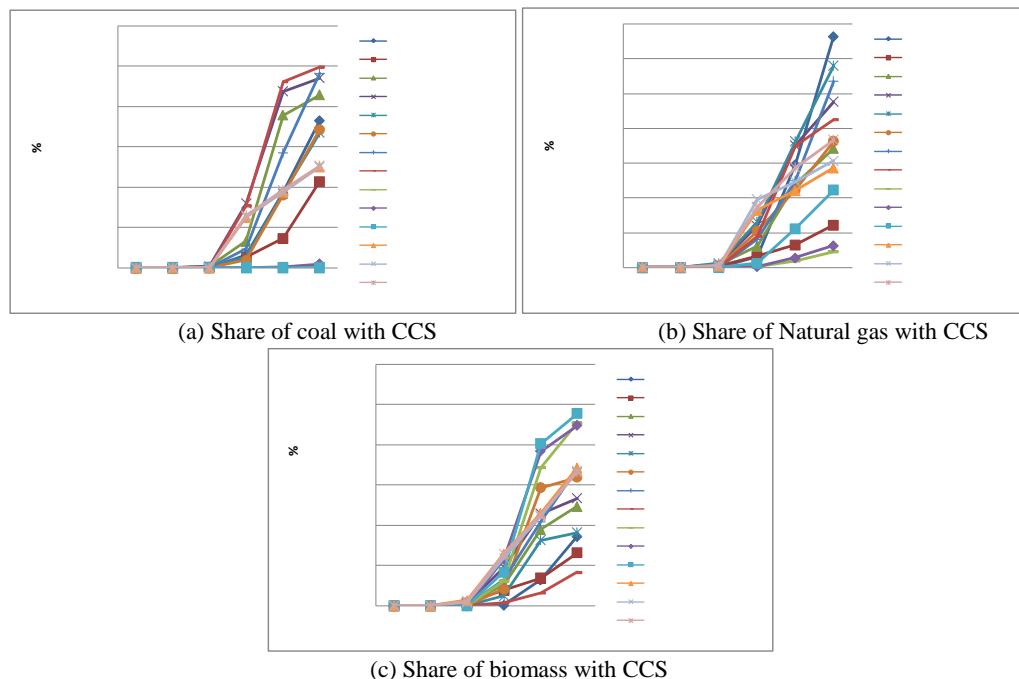 %
%
(a) Share of coal with CCS
(b) Share of Natural gas with CCS
%
(c) Share of biomass with CCS